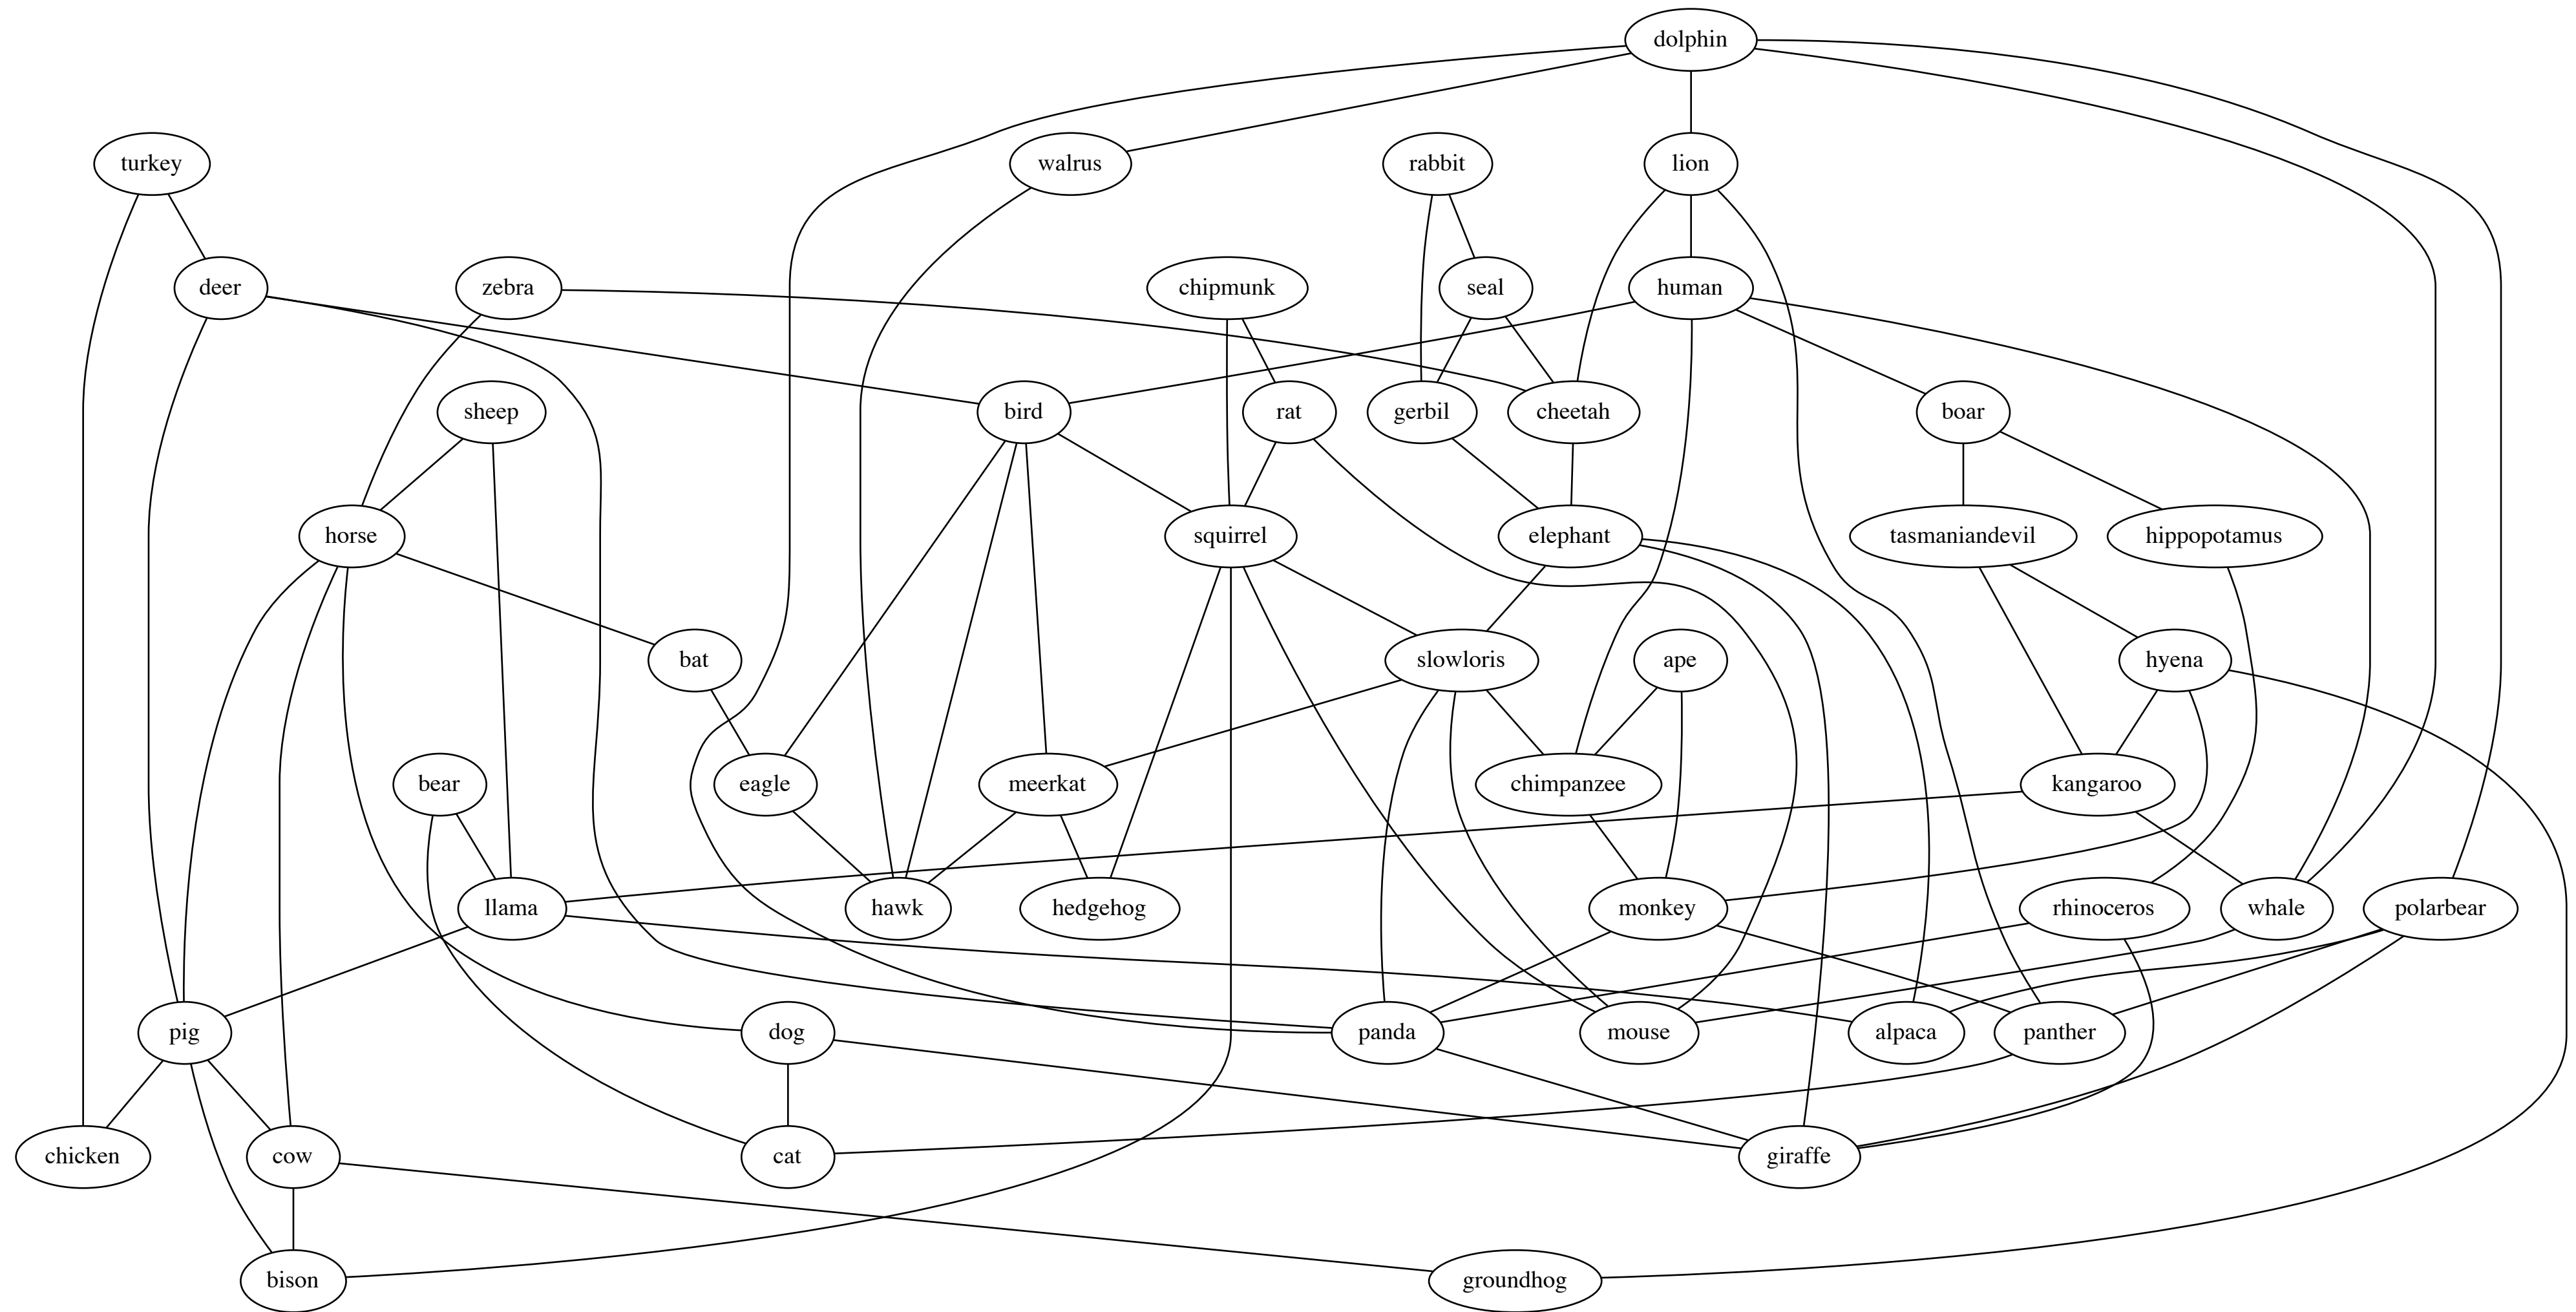 dolphin
turkey
walrus
rabbit
lion
deer
zebra
chipmunk
seal
human
sheep
bird
rat
gerbil
cheetah
boar
horse
squirrel
elephant
tasmaniandevil
hippopotamus
bat
slowloris
ape
hyena
bear
eagle
meerkat
chimpanzee
kangaroo
llama
hawk
hedgehog
monkey
rhinoceros
whale
polarbear
pig
dog
panda
mouse
alpaca
panther
chicken
cow
cat
giraffe
bison
groundhog